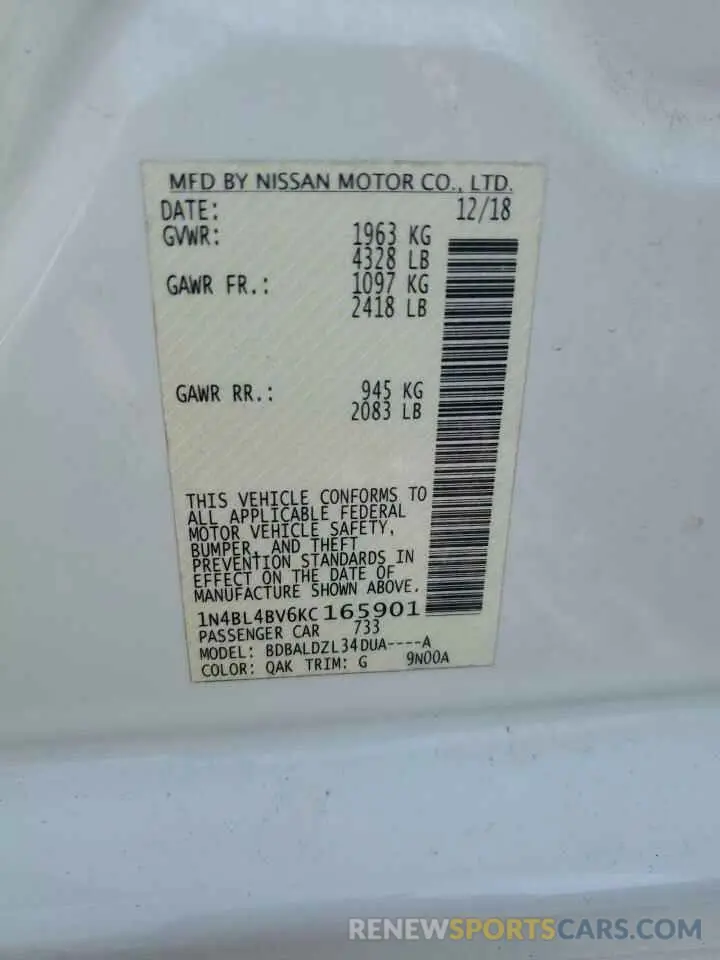 MFD BY NISSAN MOTOR CO., LTD.
DATE: 12/18
GVWR: 1963 KG
4328 LB
GAWR FR.: 1097 KG
2418 LB
GAWR RR.: 945 KG
2083 LB
THIS VEHICLE CONFORMS TO
ALL APPLICABLE FEDERAL
MOTOR VEHICLE SAFETY,
BUMPER, AND THEFT
PREVENTION STANDARDS IN
EFFECT ON THE DATE OF
MANUFACTURE SHOWN ABOVE.
1N4BL4BV6KC165901
PASSENGER CAR 733
MODEL: BDBALDZL34DUA----A
COLOR: QAK TRIM: G 9N00A
RENEWSPORTSCARS.COM